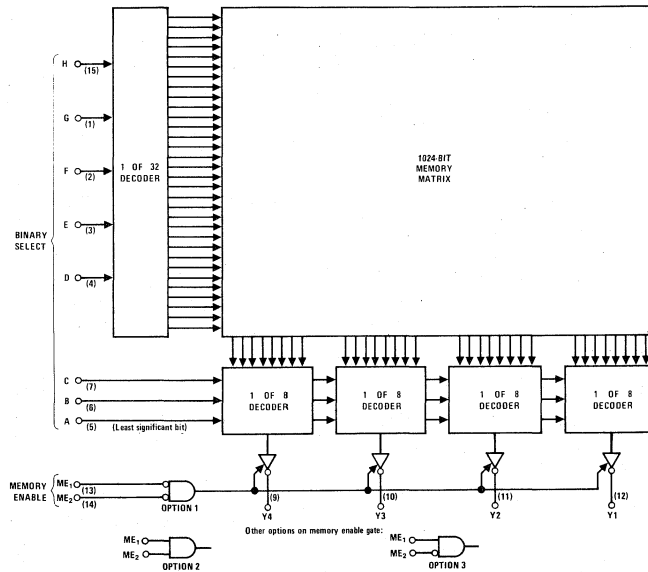 H (15)
G (1)
F (2)
E (3)
D (4)
BINARY
SELECT
1 OF 32
DECODER
1024-BIT
MEMORY
MATRIX
C (7)
B (6)
A (5) (Least significant bit)
1 OF 8
DECODER
1 OF 8
DECODER
1 OF 8
DECODER
1 OF 8
DECODER
MEMORY
ENABLE
ME1 (13)
ME2 (14)
OPTION 1
(9) (10) (11) (12)
Y4 Y3 Y2 Y1
Other options on memory enable gate:
ME1
ME2
OPTION 2
ME1
ME2
OPTION 3